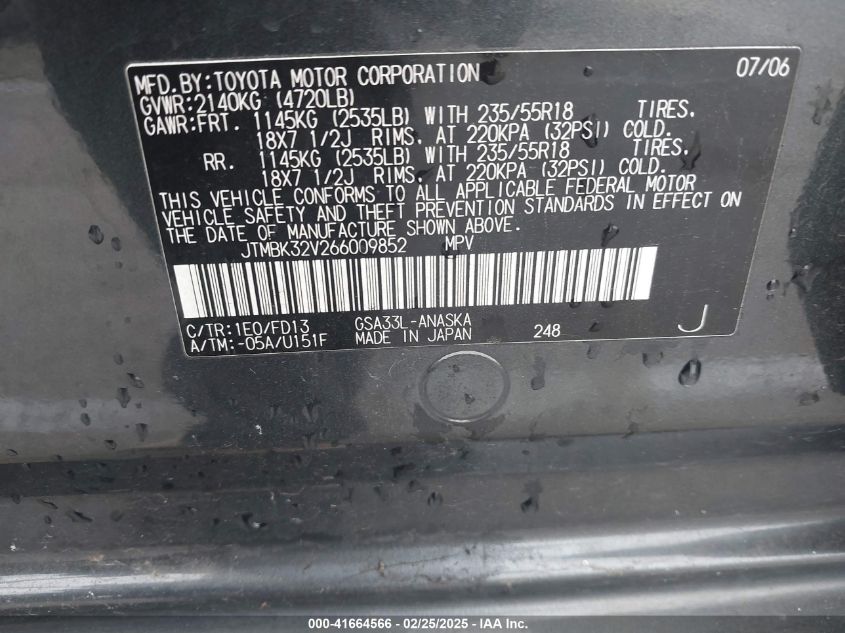 MFD.BY:TOYOTA MOTOR CORPORATION 07/06
GVWR:2140KG (4720LB)
GAWR:FRT. 1145KG (2535LB) WITH 235/55R18 TIRES.
18X7 1/2J RIMS. AT 220KPA (32PSI) COLD.
RR. 1145KG (2535LB) WITH 235/55R18 TIRES.
18X7 1/2J RIMS. AT 220KPA (32PSI) COLD.
THIS VEHICLE CONFORMS TO ALL APPLICABLE FEDERAL MOTOR
VEHICLE SAFETY AND THEFT PREVENTION STANDARDS IN EFFECT ON
THE DATE OF MANUFACTURE SHOWN ABOVE.
JTMBK32V266009852 MPV
C/TR:1E0/FD13 GSA33L-ANASKA
A/TM:-05A/U151F MADE IN JAPAN 248 J
000-41664566 - 02/25/2025 - IAA Inc.